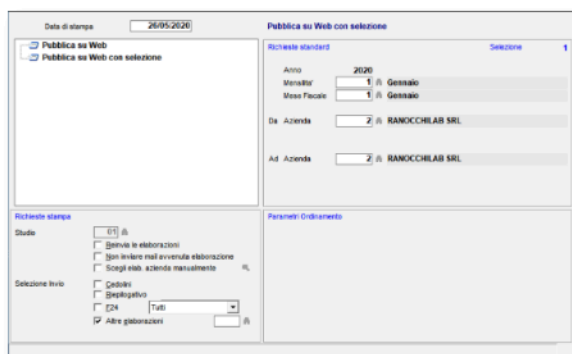 Data di stampa 26/05/2020
Pubblica su Web
Pubblica su Web con selezione
Pubblica su Web con selezione
Richieste standard Selezione 1
Anno 2020
Mensilita' 1 Gennaio
Mese Fiscale 1 Gennaio
Da Azienda 2 RANOCCHILAB SRL
Ad Azienda 2 RANOCCHILAB SRL
Richieste stampa
Studio 01
Reinvia le elaborazioni
Non inviare mail avvenuta elaborazione
Scegli elab. azienda manualmente
Selezione Invio Cedolini
Riepilogativo
F24 Tutti
Altre elaborazioni
Parametri Ordinamento